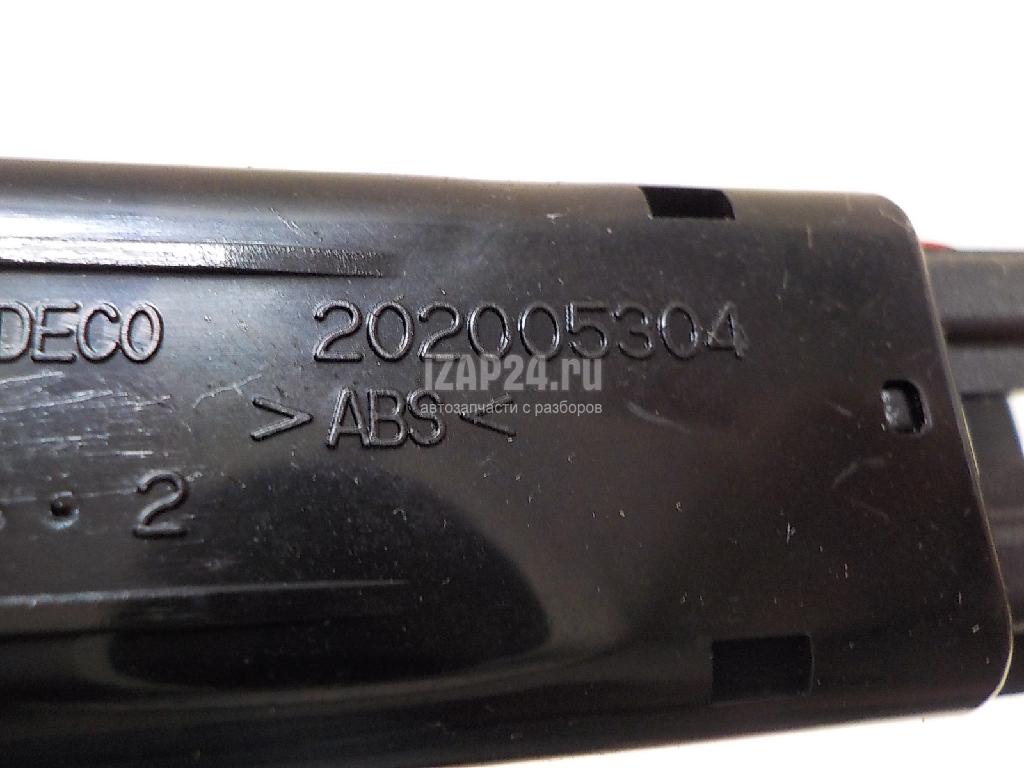 DECO 202005304
IZAP24.ru
автозапчасти с разборов
>ABS<
· 2